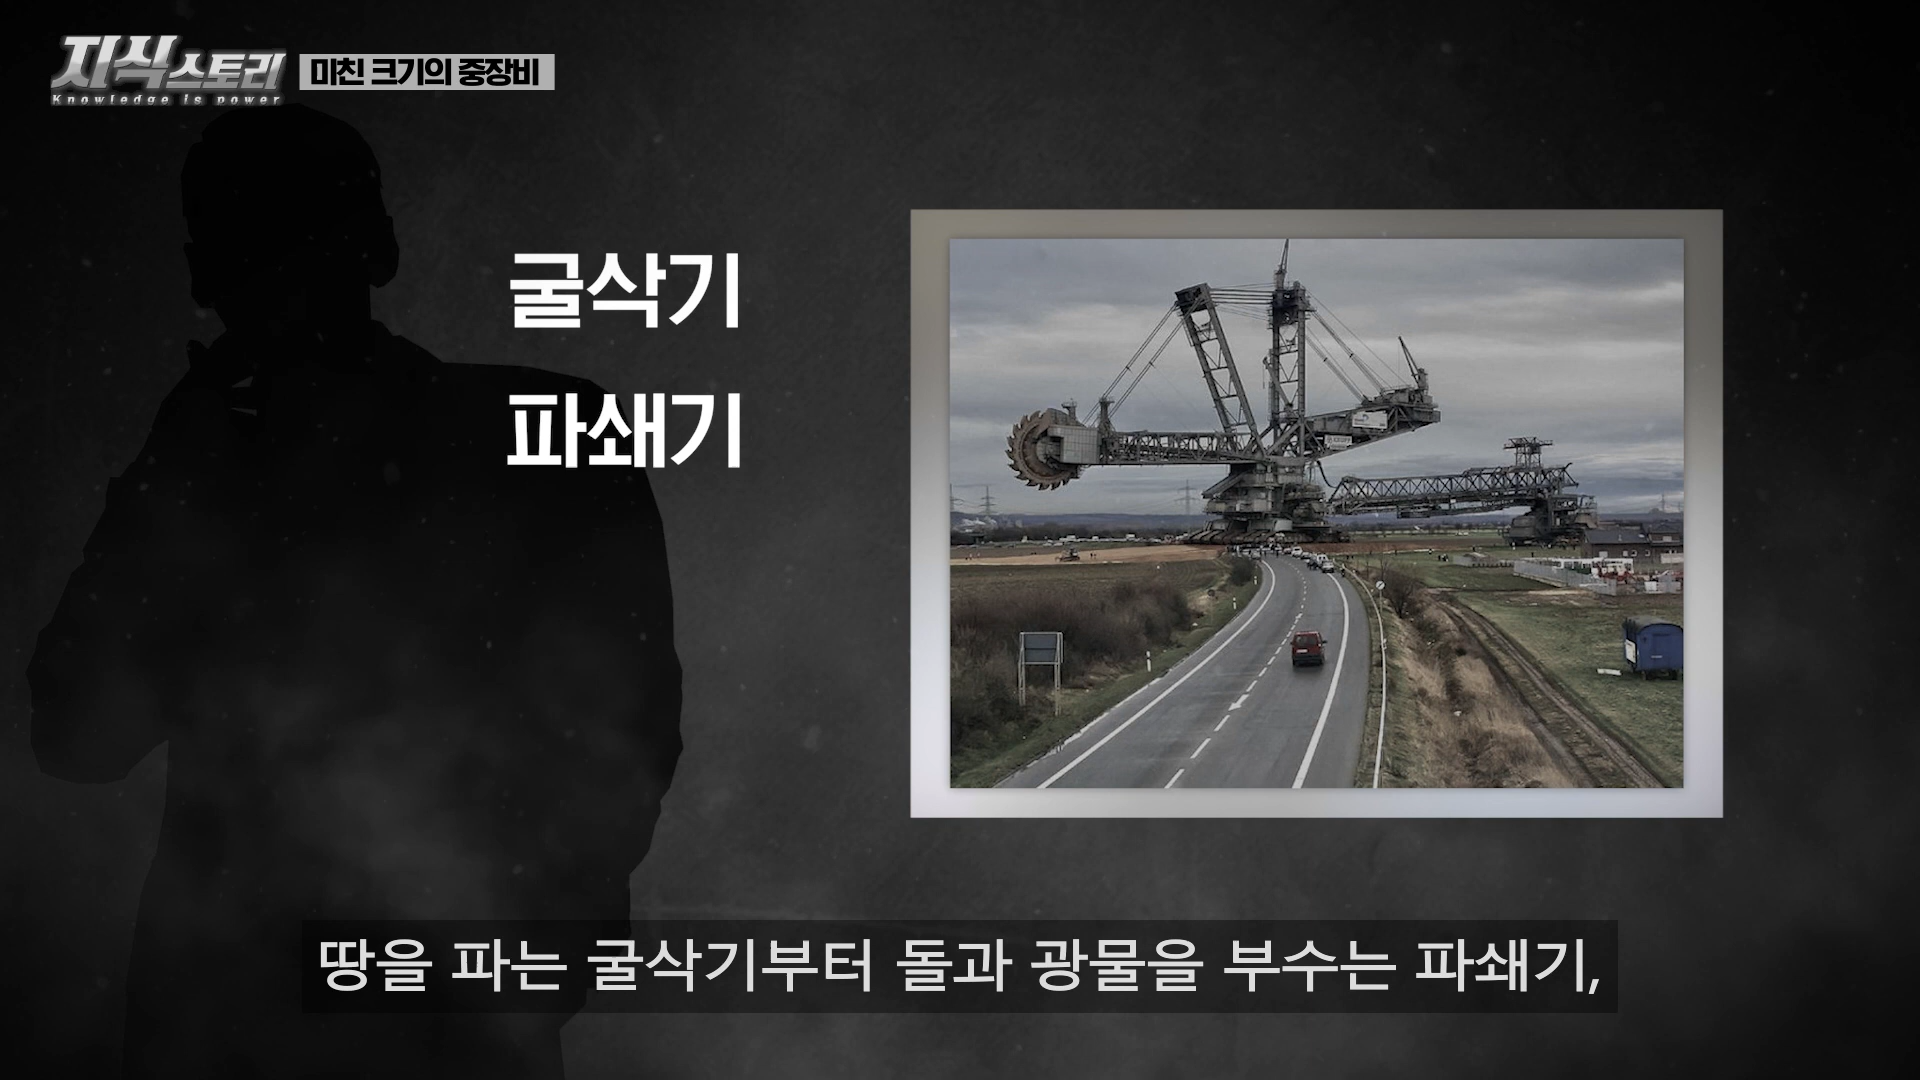 지식스토리
Knowledge is power
미친 크기의 중장비
굴삭기
파쇄기
땅을 파는 굴삭기부터 돌과 광물을 부수는 파쇄기,